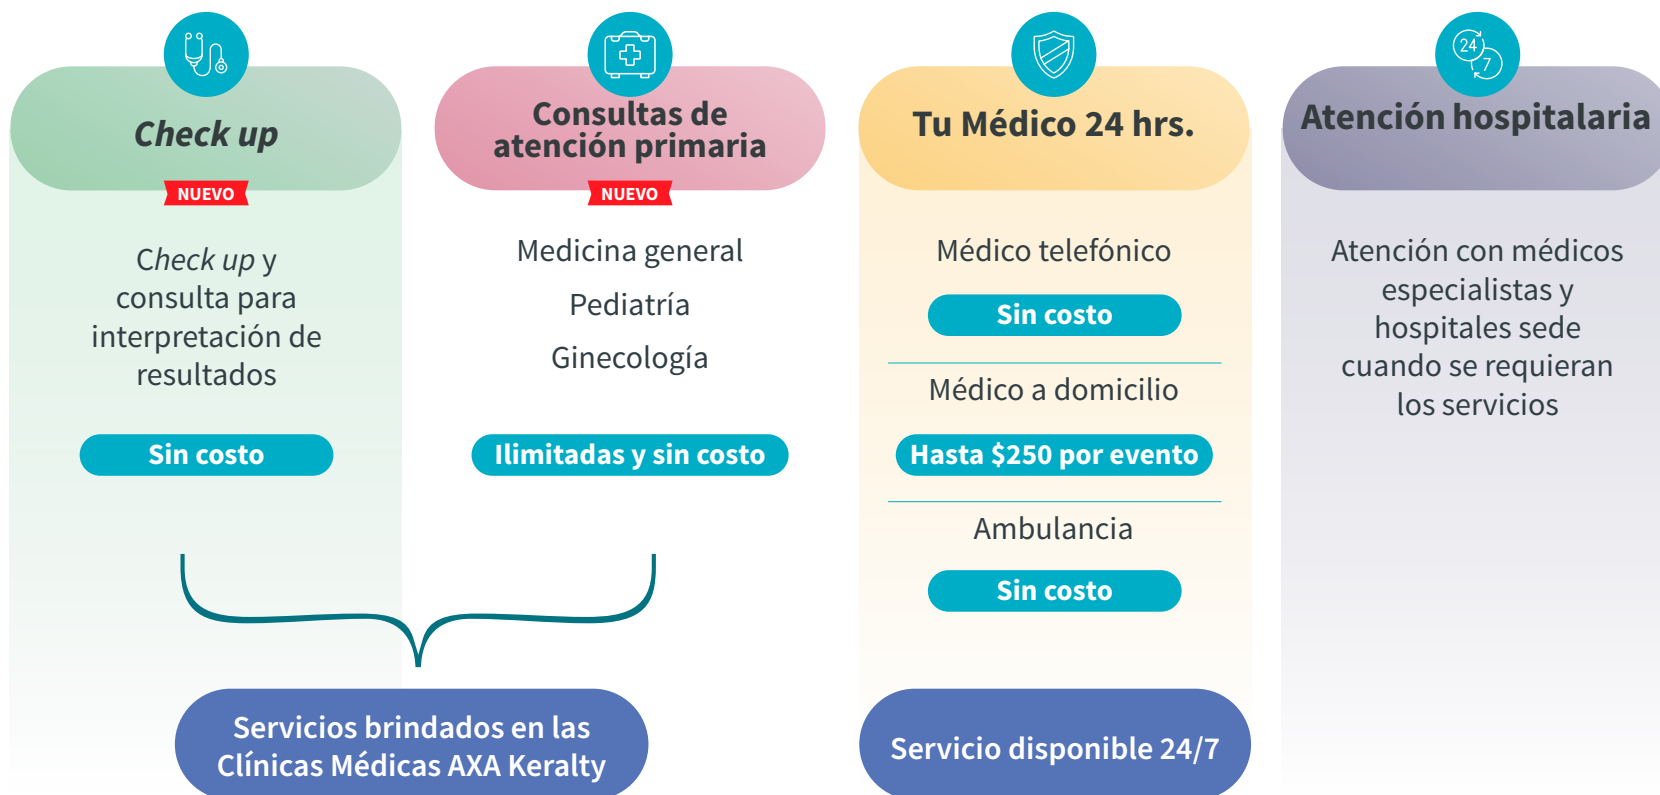 Check up
NUEVO
Check up y
consulta para
interpretación de
resultados
Sin costo
Consultas de
atención primaria
NUEVO
Medicina general
Pediatría
Ginecología
Ilimitadas y sin costo
Servicios brindados en las
Clínicas Médicas AXA Keralty
Tu Médico 24 hrs.
Médico telefónico
Sin costo
Médico a domicilio
Hasta $250 por evento
Ambulancia
Sin costo
Servicio disponible 24/7
24
7
Atención hospitalaria
Atención con médicos
especialistas y
hospitales sede
cuando se requieran
los servicios